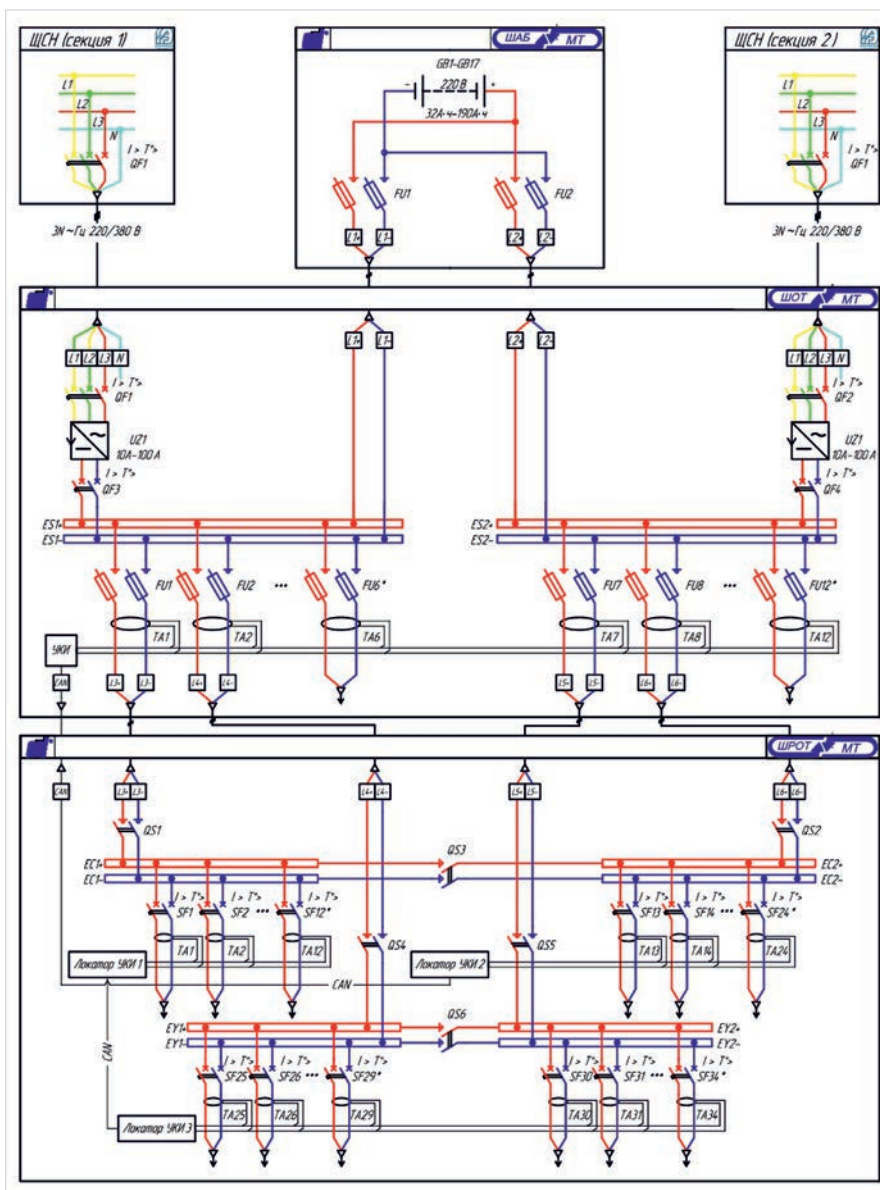 ЩСН (секция 1)
L1
L2
L3
N
I > T°>
QF1
3N ~Гц 220/380 В
ШАБ МТ
GB1-GB17
- 220 В +
32А·ч-190А·ч
FU1
FU2
L1+ L1-
L2+ L2-
ЩСН (секция 2)
L1
L2
L3
N
I > T°>
QF1
3N ~Гц 220/380 В
ШОТ МТ
L1 L2 L3 N
I > T°>
QF1
UZ1
10А-100 А
I > T°>
QF3
L1+ L1-
L2+ L2-
L1 L2 L3 N
I > T°>
QF2
UZ1
10А-100 А
I > T°>
QF4
ES1+
ES1-
ES2+
ES2-
FU1 FU2 ... FU6*
FU7 FU8 ... FU12*
TA1 TA2 TA6
TA7 TA8 TA12
УКИ
CAN
L3+ L3- L4+ L4-
L5+ L5- L6+ L6-
ШРОТ МТ
CAN
L3+ L3-
L4+ L4-
L5+ L5-
L6+ L6-
QS1
QS2
QS3
EC1+
EC1-
EC2+
EC2-
I > T°> I > T°> I > T°>
SF1 SF2 ... SF12*
I > T°> I > T°> I > T°>
SF13 SF14 ... SF24*
TA1 TA2 TA12
QS4
QS5
TA13 TA14 TA24
Локатор УКИ 1
Локатор УКИ 2
CAN
CAN
QS6
EY1+
EY1-
EY2+
EY2-
I > T°> I > T°> I > T°>
SF25 SF26 ... SF29*
I > T°> I > T°> I > T°>
SF30 SF31 ... SF34*
TA25 TA26 TA29
TA30 TA31 TA34
Локатор УКИ 3